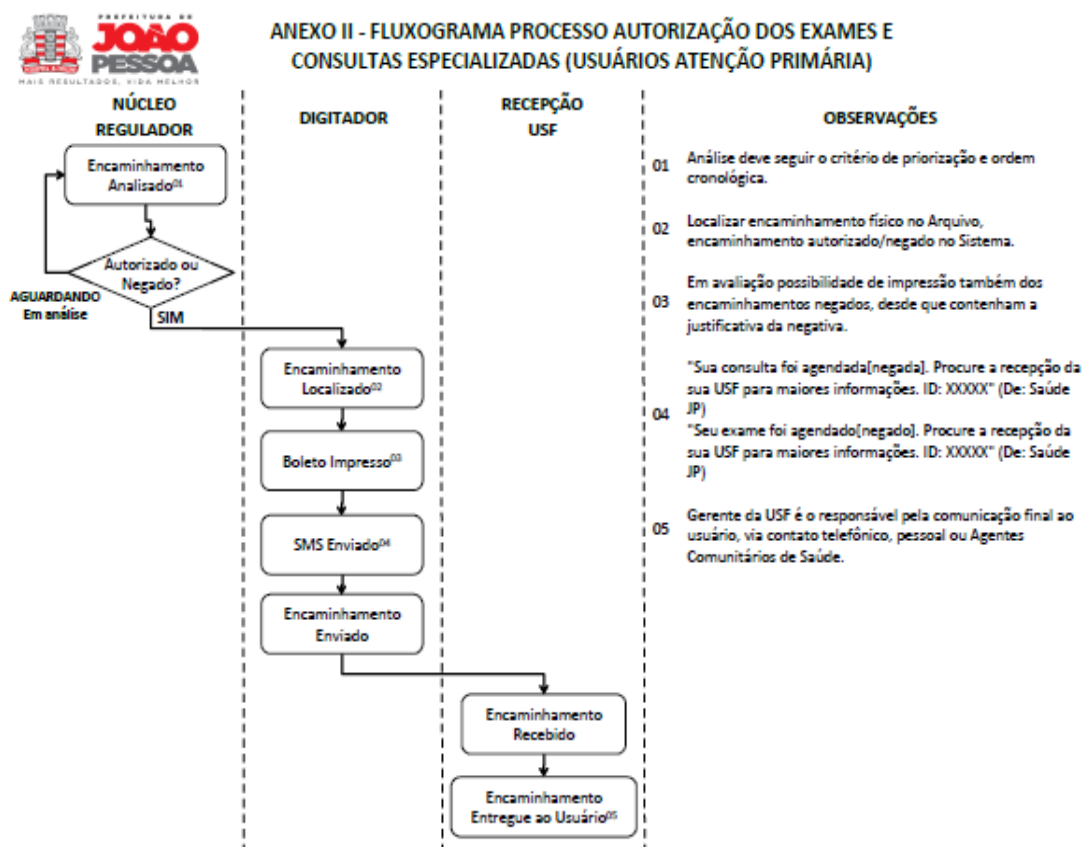 PREFEITURA DE
JOÃO
PESSOA
MAIS RESULTADOS, VIDA MELHOR
ANEXO II - FLUXOGRAMA PROCESSO AUTORIZAÇÃO DOS EXAMES E
CONSULTAS ESPECIALIZADAS (USUÁRIOS ATENÇÃO PRIMÁRIA)
NÚCLEO
REGULADOR
Encaminhamento
Analisado⁰¹
Autorizado ou
Negado?
AGUARDANDO
Em análise
SIM
DIGITADOR
Encaminhamento
Localizado⁰²
Boleto Impresso⁰³
SMS Enviado⁰⁴
Encaminhamento
Enviado
RECEPÇÃO
USF
Encaminhamento
Recebido
Encaminhamento
Entregue ao Usuário⁰⁵
OBSERVAÇÕES
01 Análise deve seguir o critério de priorização e ordem
cronológica.
02 Localizar encaminhamento físico no Arquivo,
encaminhamento autorizado/negado no Sistema.
03 Em avaliação possibilidade de impressão também dos
encaminhamentos negados, desde que contenham a
justificativa da negativa.
04 "Sua consulta foi agendada[negada]. Procure a recepção da
sua USF para maiores informações. ID: XXXXX" (De: Saúde
JP)
"Seu exame foi agendado[negado]. Procure a recepção da
sua USF para maiores informações. ID: XXXXX" (De: Saúde
JP)
05 Gerente da USF é o responsável pela comunicação final ao
usuário, via contato telefônico, pessoal ou Agentes
Comunitários de Saúde.